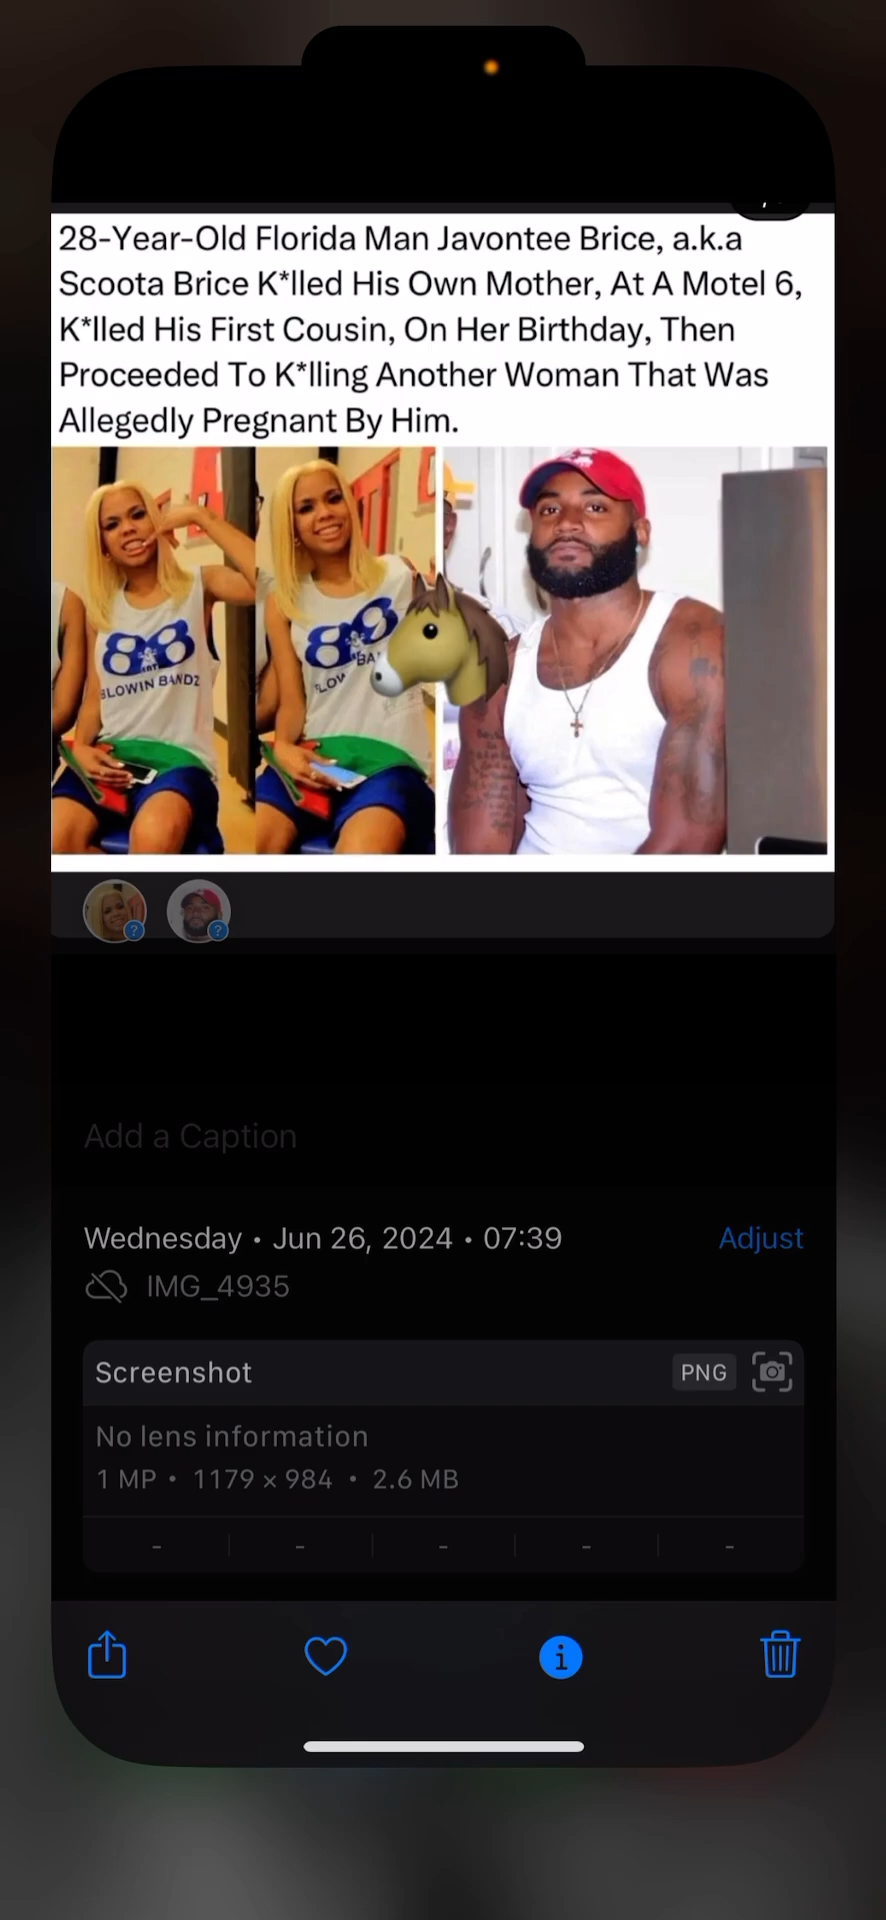 28-Year-Old Florida Man Javontee Brice, a.k.a
Scoota Brice K*lled His Own Mother, At A Motel 6,
K*lled His First Cousin, On Her Birthday, Then
Proceeded To K*lling Another Woman That Was
Allegedly Pregnant By Him.
88
BLOWIN BANDZ
88
Add a Caption
Wednesday • Jun 26, 2024 • 07:39
Adjust
IMG_4935
Screenshot
PNG
No lens information
1 MP • 1179 × 984 • 2.6 MB
- - - - -